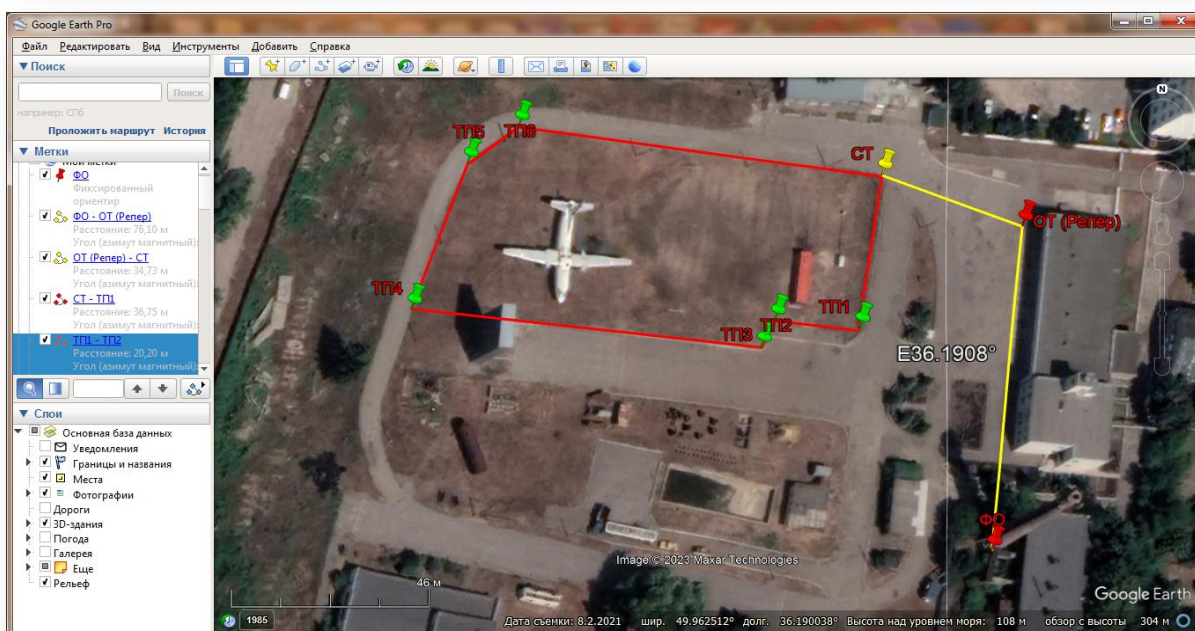 Google Earth Pro
Файл Редактировать Вид Инструменты Добавить Справка
Поиск
Поиск
например: СПб
Проложить маршрут История
Метки
Мои метки
ФО
Фиксированный
ориентир
ФО - ОТ (Репер)
Расстояние: 76,10 м
Угол (азимут магнитный):
ОТ (Репер) - СТ
Расстояние: 34,73 м
Угол (азимут магнитный):
СТ - ТП1
Расстояние: 36,75 м
Угол (азимут магнитный):
ТП1 - ТП2
Расстояние: 20,20 м
Угол (азимут магнитный):
Слои
Основная база данных
Уведомления
Границы и названия
Места
Фотографии
Дороги
3D-здания
Погода
Галерея
Еще
Рельеф
N
ТП5 ТП6
СТ
ОТ (Репер)
ТП4
ТП1
ТП3 ТП2
E36.1908°
ФО
Image © 2023 Maxar Technologies
46 м
Google Earth
1985
Дата съемки: 8.2.2021 шир. 49.962512° долг. 36.190038° Высота над уровнем моря: 108 м обзор с высоты 304 м